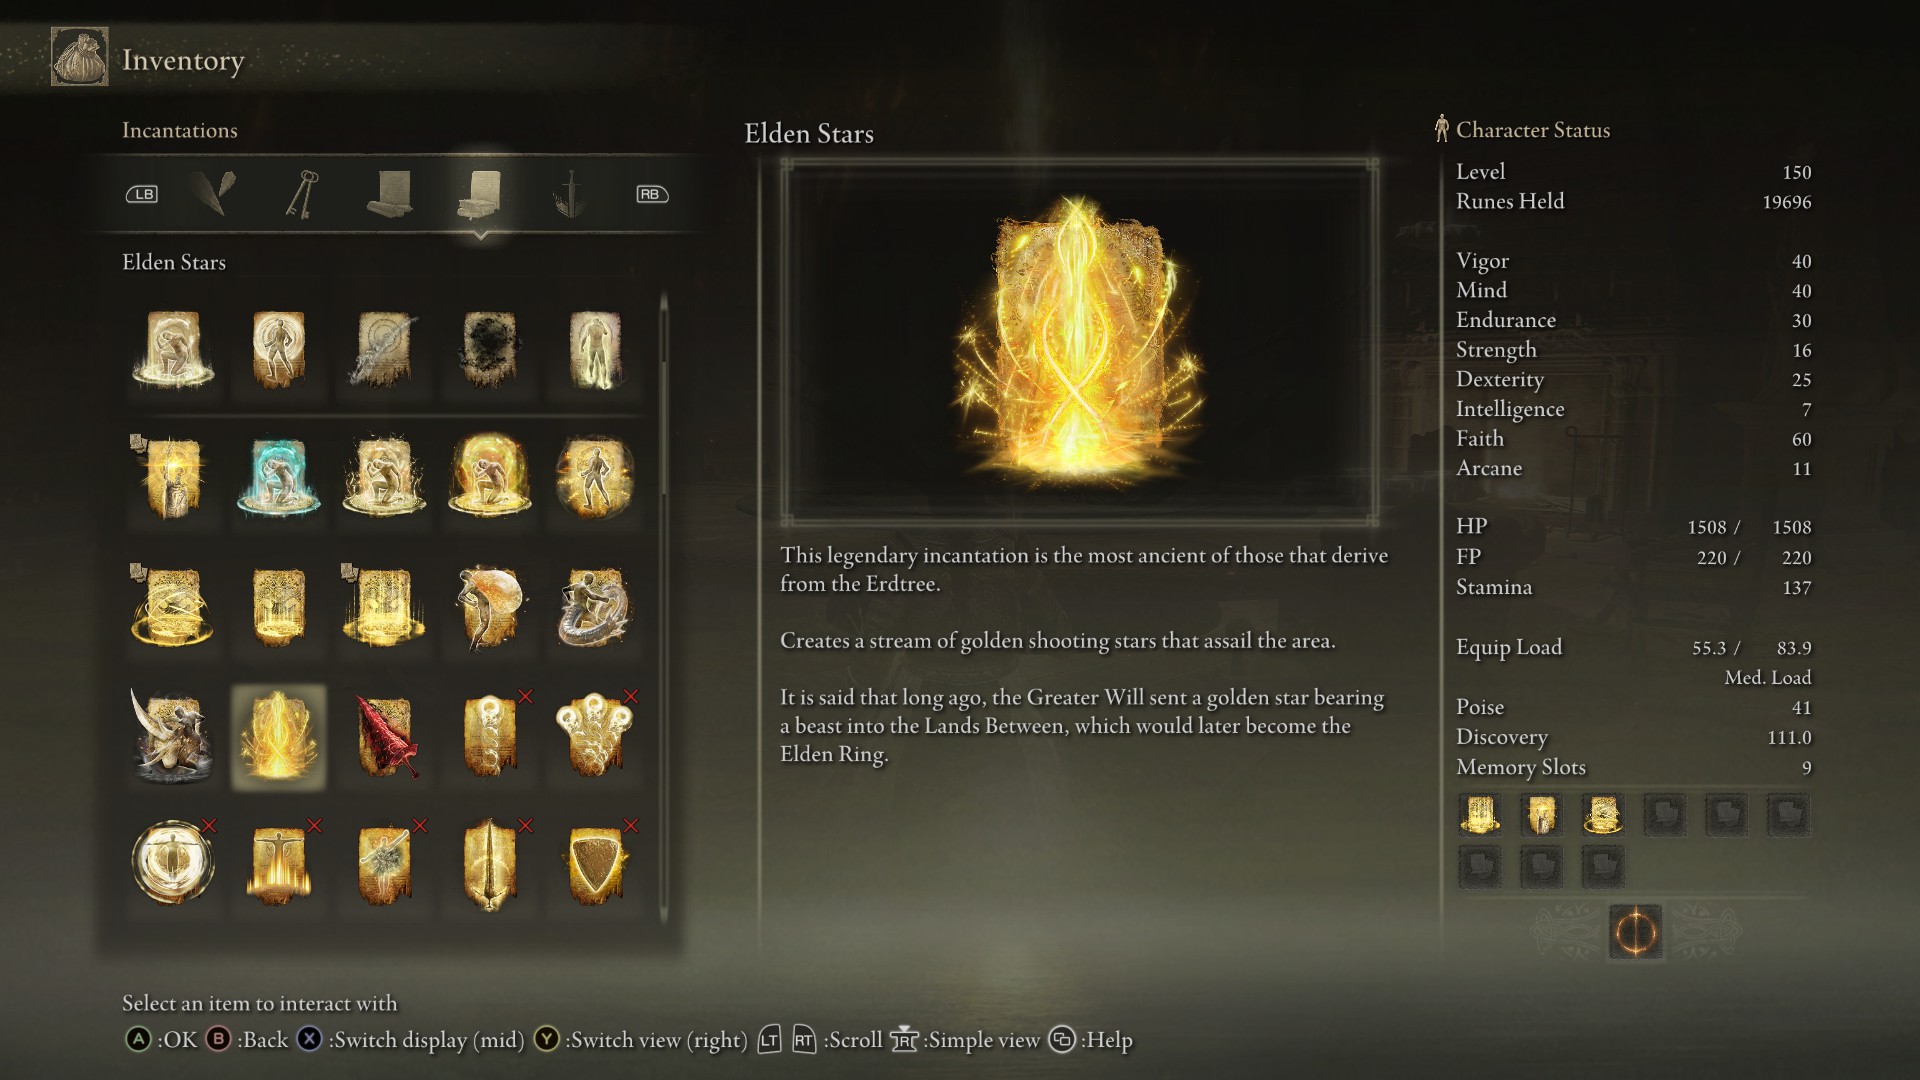 Inventory
Incantations
LB
RB
Elden Stars
Elden Stars
This legendary incantation is the most ancient of those that derive
from the Erdtree.
Creates a stream of golden shooting stars that assail the area.
It is said that long ago, the Greater Will sent a golden star bearing
a beast into the Lands Between, which would later become the
Elden Ring.
Character Status
Level 150
Runes Held 19696
Vigor 40
Mind 40
Endurance 30
Strength 16
Dexterity 25
Intelligence 7
Faith 60
Arcane 11
HP 1508 / 1508
FP 220 / 220
Stamina 137
Equip Load 55.3 / 83.9
Med. Load
Poise 41
Discovery 111.0
Memory Slots 9
Select an item to interact with
A :OK B :Back X :Switch display (mid) Y :Switch view (right) LT RT :Scroll R :Simple view :Help